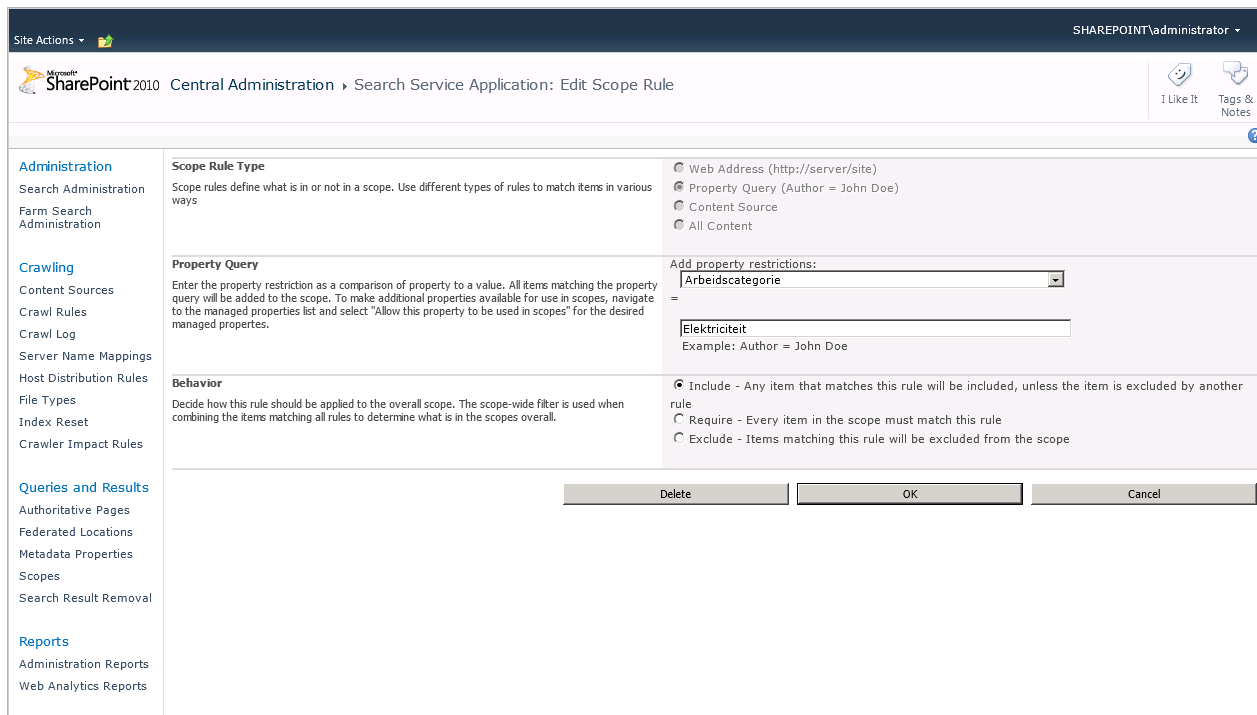 SHAREPOINT\administrator
Site Actions
Microsoft
SharePoint 2010 Central Administration Search Service Application: Edit Scope Rule
I Like It
Tags &
Notes
Administration
Search Administration
Farm Search
Administration
Crawling
Content Sources
Crawl Rules
Crawl Log
Server Name Mappings
Host Distribution Rules
File Types
Index Reset
Crawler Impact Rules
Queries and Results
Authoritative Pages
Federated Locations
Metadata Properties
Scopes
Search Result Removal
Reports
Administration Reports
Web Analytics Reports
Scope Rule Type
Scope rules define what is in or not in a scope. Use different types of rules to match items in various
ways
Web Address (http://server/site)
Property Query (Author = John Doe)
Content Source
All Content
Property Query
Enter the property restriction as a comparison of property to a value. All items matching the property
query will be added to the scope. To make additional properties available for use in scopes, navigate
to the managed properties list and select "Allow this property to be used in scopes" for the desired
managed propertes.
Add property restrictions:
Arbeidscategorie
=
Elektriciteit
Example: Author = John Doe
Behavior
Decide how this rule should be applied to the overall scope. The scope-wide filter is used when
combining the items matching all rules to determine what is in the scopes overall.
Include - Any item that matches this rule will be included, unless the item is excluded by another
rule
Require - Every item in the scope must match this rule
Exclude - Items matching this rule will be excluded from the scope
Delete
OK
Cancel